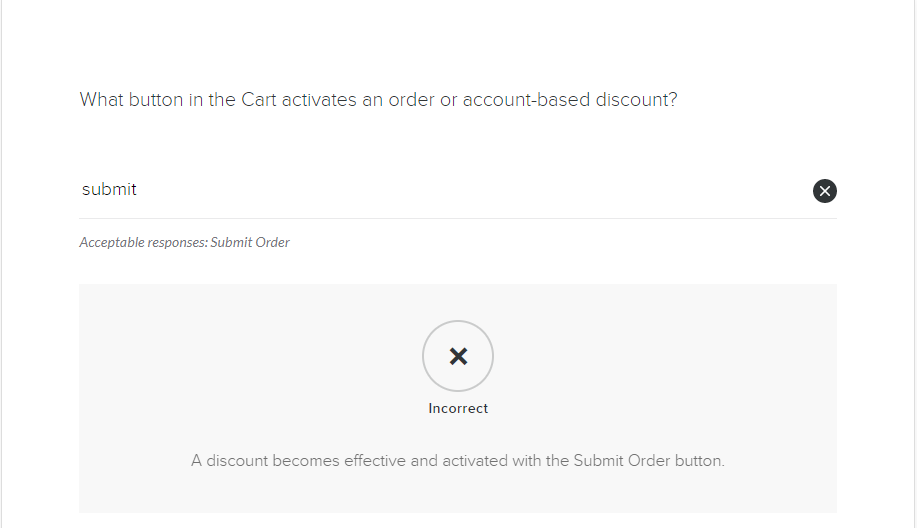 What button in the Cart activates an order or account-based discount?
submit
Acceptable responses: Submit Order
Incorrect
A discount becomes effective and activated with the Submit Order button.